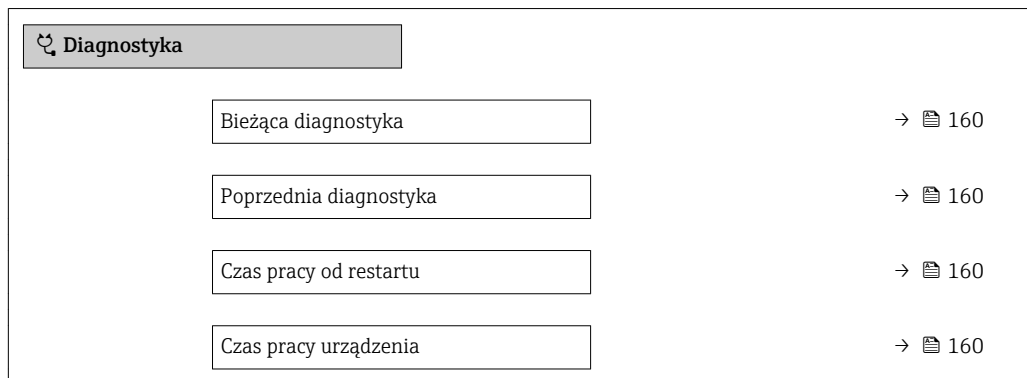 Diagnostyka
Bieżąca diagnostyka → 160
Poprzednia diagnostyka → 160
Czas pracy od restartu → 160
Czas pracy urządzenia → 160